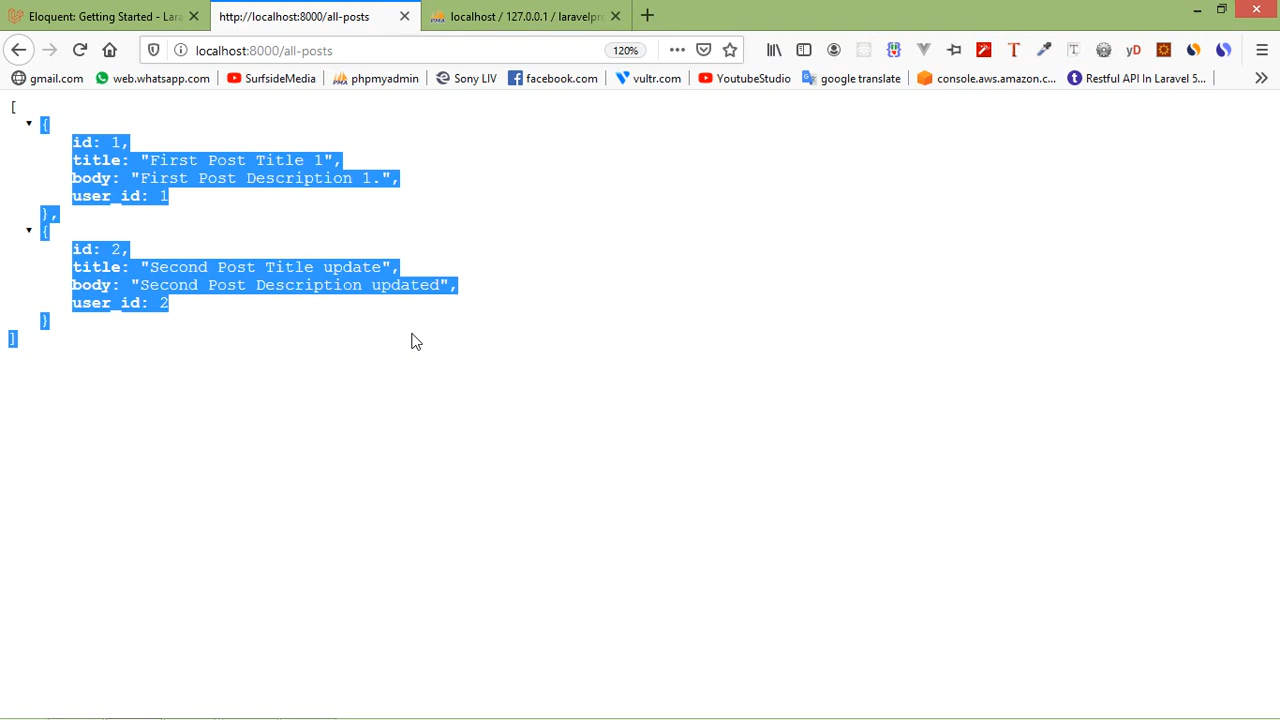 Eloquent: Getting Started - Lara
http://localhost:8000/all-posts
localhost / 127.0.0.1 / laravelpr
localhost:8000/all-posts
120%
T
T
yD
gmail.com
web.whatsapp.com
SurfsideMedia
phpmyadmin
Sony LIV
facebook.com
vultr.com
YoutubeStudio
google translate
console.aws.amazon.c...
Restful API In Laravel 5...
[
{
id: 1,
title: "First Post Title 1",
body: "First Post Description 1.",
user_id: 1
},
{
id: 2,
title: "Second Post Title update",
body: "Second Post Description updated",
user_id: 2
}
]